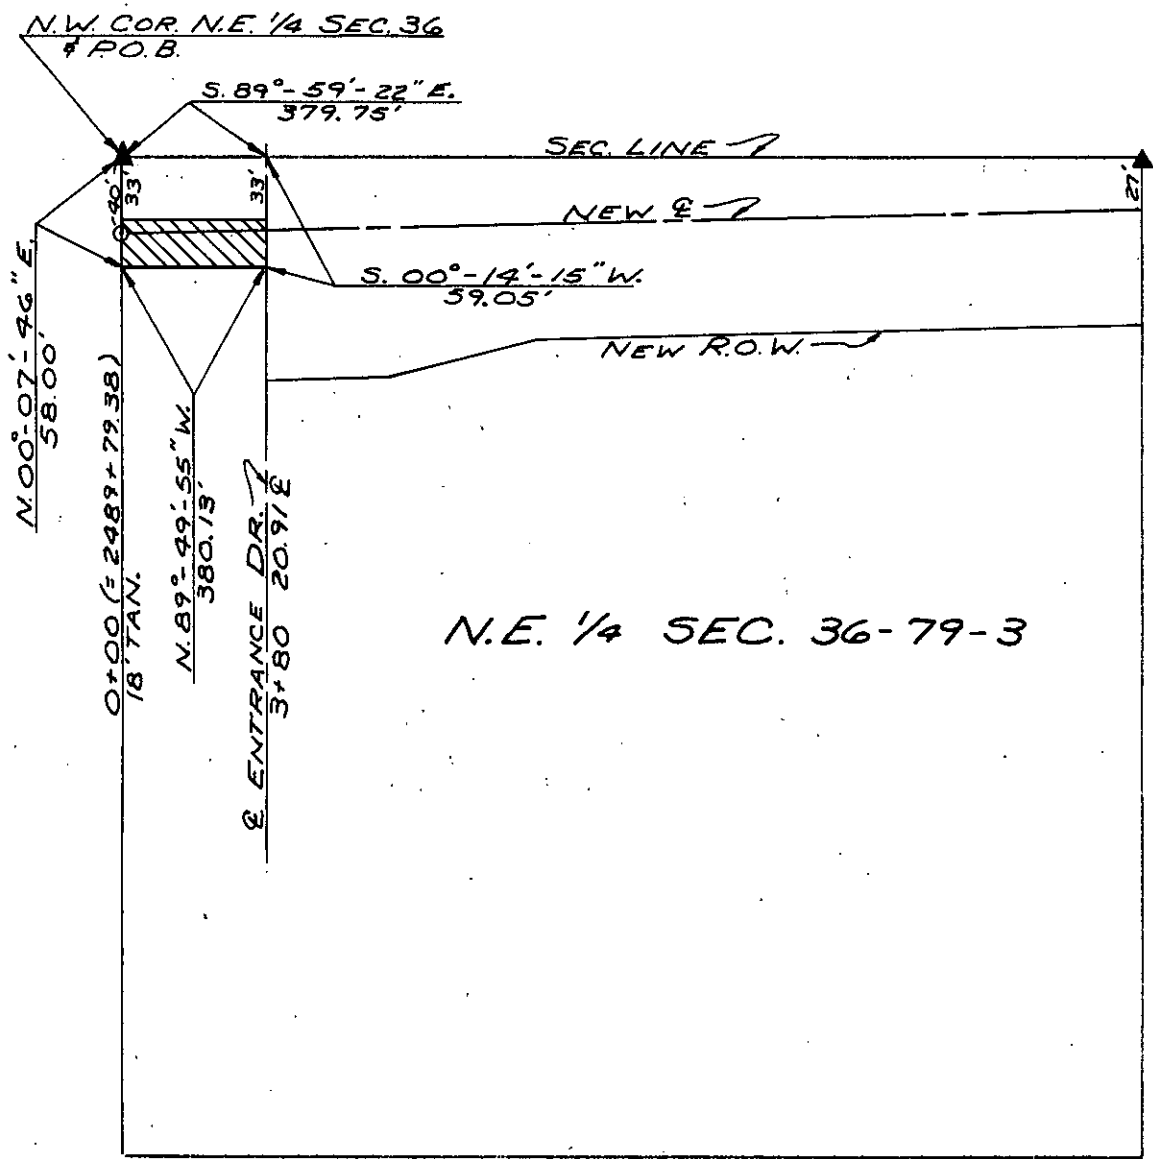 N.W. COR. N.E. 1/4 SEC. 36
& P.O.B.
S. 89°-59'-22" E.
379.75'
SEC. LINE
40'
33'
33'
27'
NEW ℄
S. 00°-14'-15" W.
59.05'
NEW R.O.W.
N. 00°-07'-46" E.
58.00'
0+00 (= 2489+79.38)
18' TAN.
N. 89°-49'-55" W.
380.13'
℄ ENTRANCE DR.
3+80 20.91 ℄
N.E. 1/4 SEC. 36-79-3